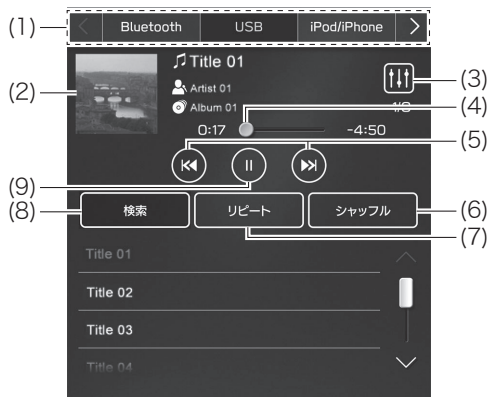 (1) Bluetooth USB iPod/iPhone
(2) Title 01 (3)
Artist 01
Album 01 (4)
0:17 -4:50 (5)
(9)
(8) 検索 リピート シャッフル (6)
(7)
Title 01
Title 02
Title 03
Title 04